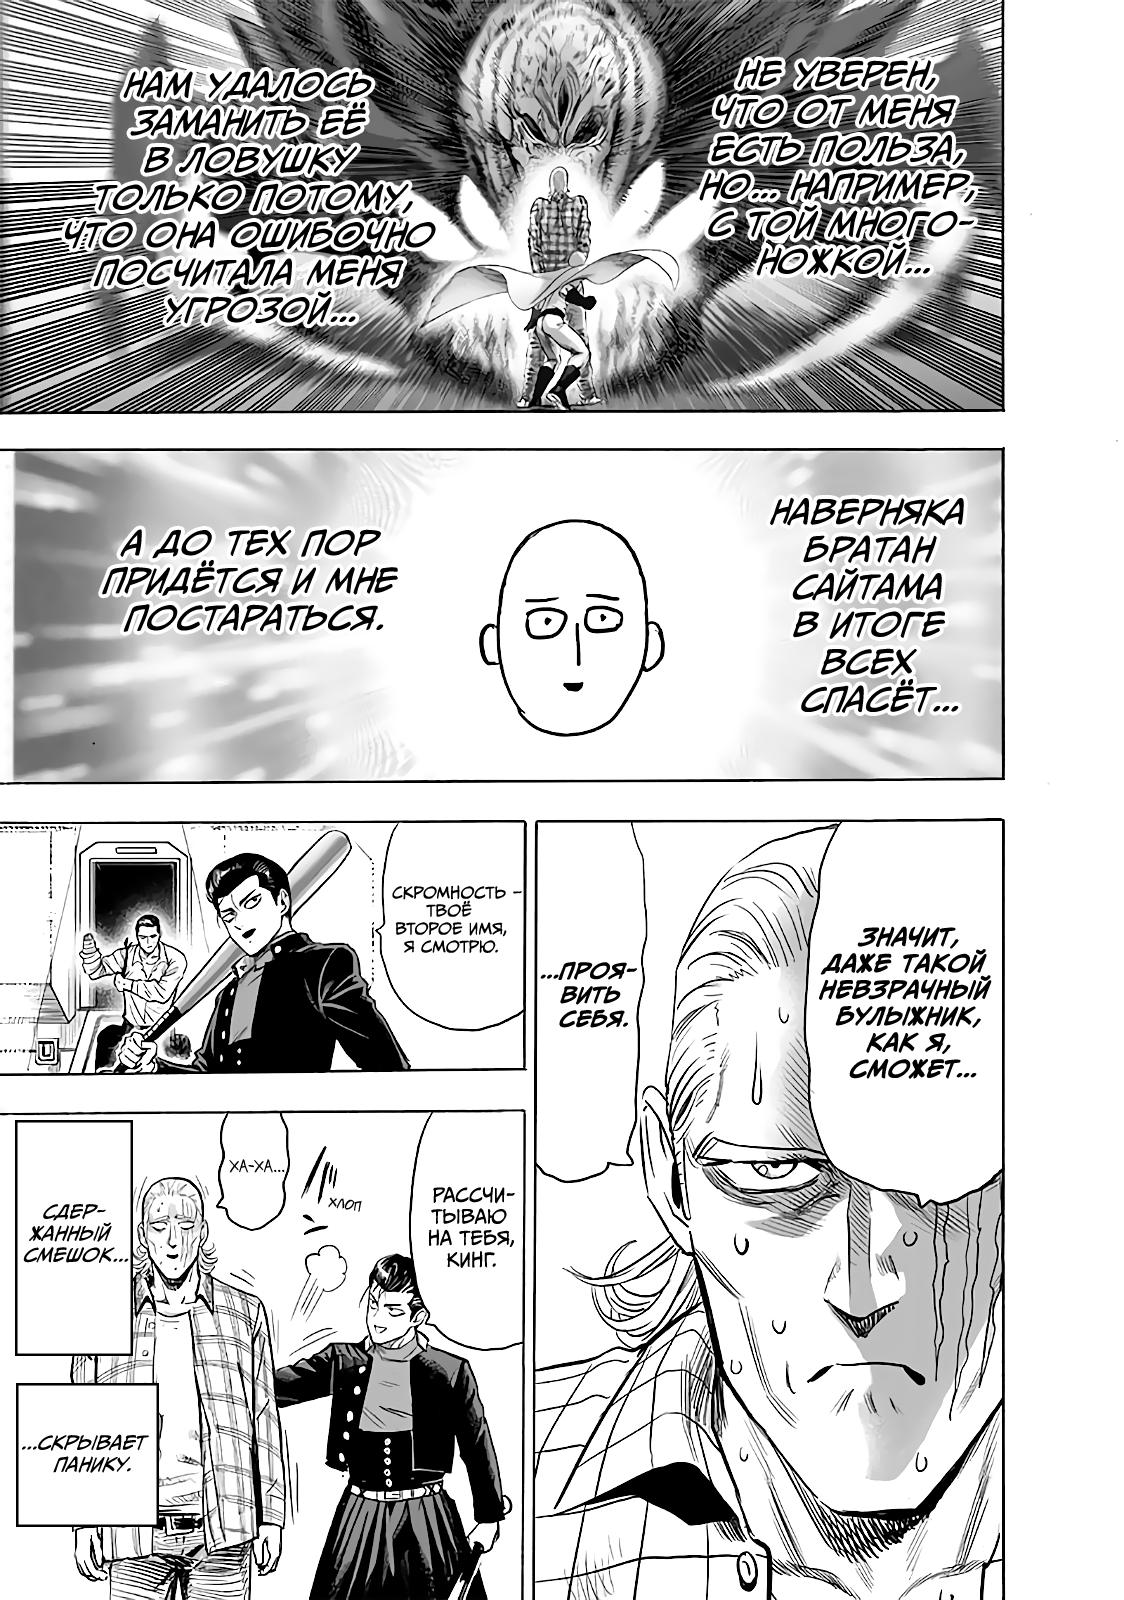 НЕ УВЕРЕН,
ЧТО ОТ МЕНЯ
ЕСТЬ ПОЛЬЗА,
НО... НАПРИМЕР,
С ТОЙ МНОГО-
НОЖКОЙ...
НАМ УДАЛОСЬ
ЗАМАНИТЬ ЕЁ
В ЛОВУШКУ
ТОЛЬКО ПОТОМУ,
ЧТО ОНА ОШИБОЧНО
ПОСЧИТАЛА МЕНЯ
УГРОЗОЙ...
НАВЕРНЯКА
БРАТАН
САЙТАМА
В ИТОГЕ
ВСЕХ
СПАСЁТ...
А ДО ТЕХ ПОР
ПРИДЁТСЯ И МНЕ
ПОСТАРАТЬСЯ.
ЗНАЧИТ,
ДАЖЕ ТАКОЙ
НЕВЗРАЧНЫЙ
БУЛЫЖНИК,
КАК Я,
СМОЖЕТ...
...ПРОЯ-
ВИТЬ
СЕБЯ.
СКРОМНОСТЬ –
ТВОЁ
ВТОРОЕ ИМЯ,
Я СМОТРЮ.
РАССЧИ-
ТЫВАЮ
НА ТЕБЯ,
КИНГ.
ХЛОП
ХА-ХА...
СДЕР-
ЖАННЫЙ
СМЕШОК...
...СКРЫВАЕТ
ПАНИКУ.